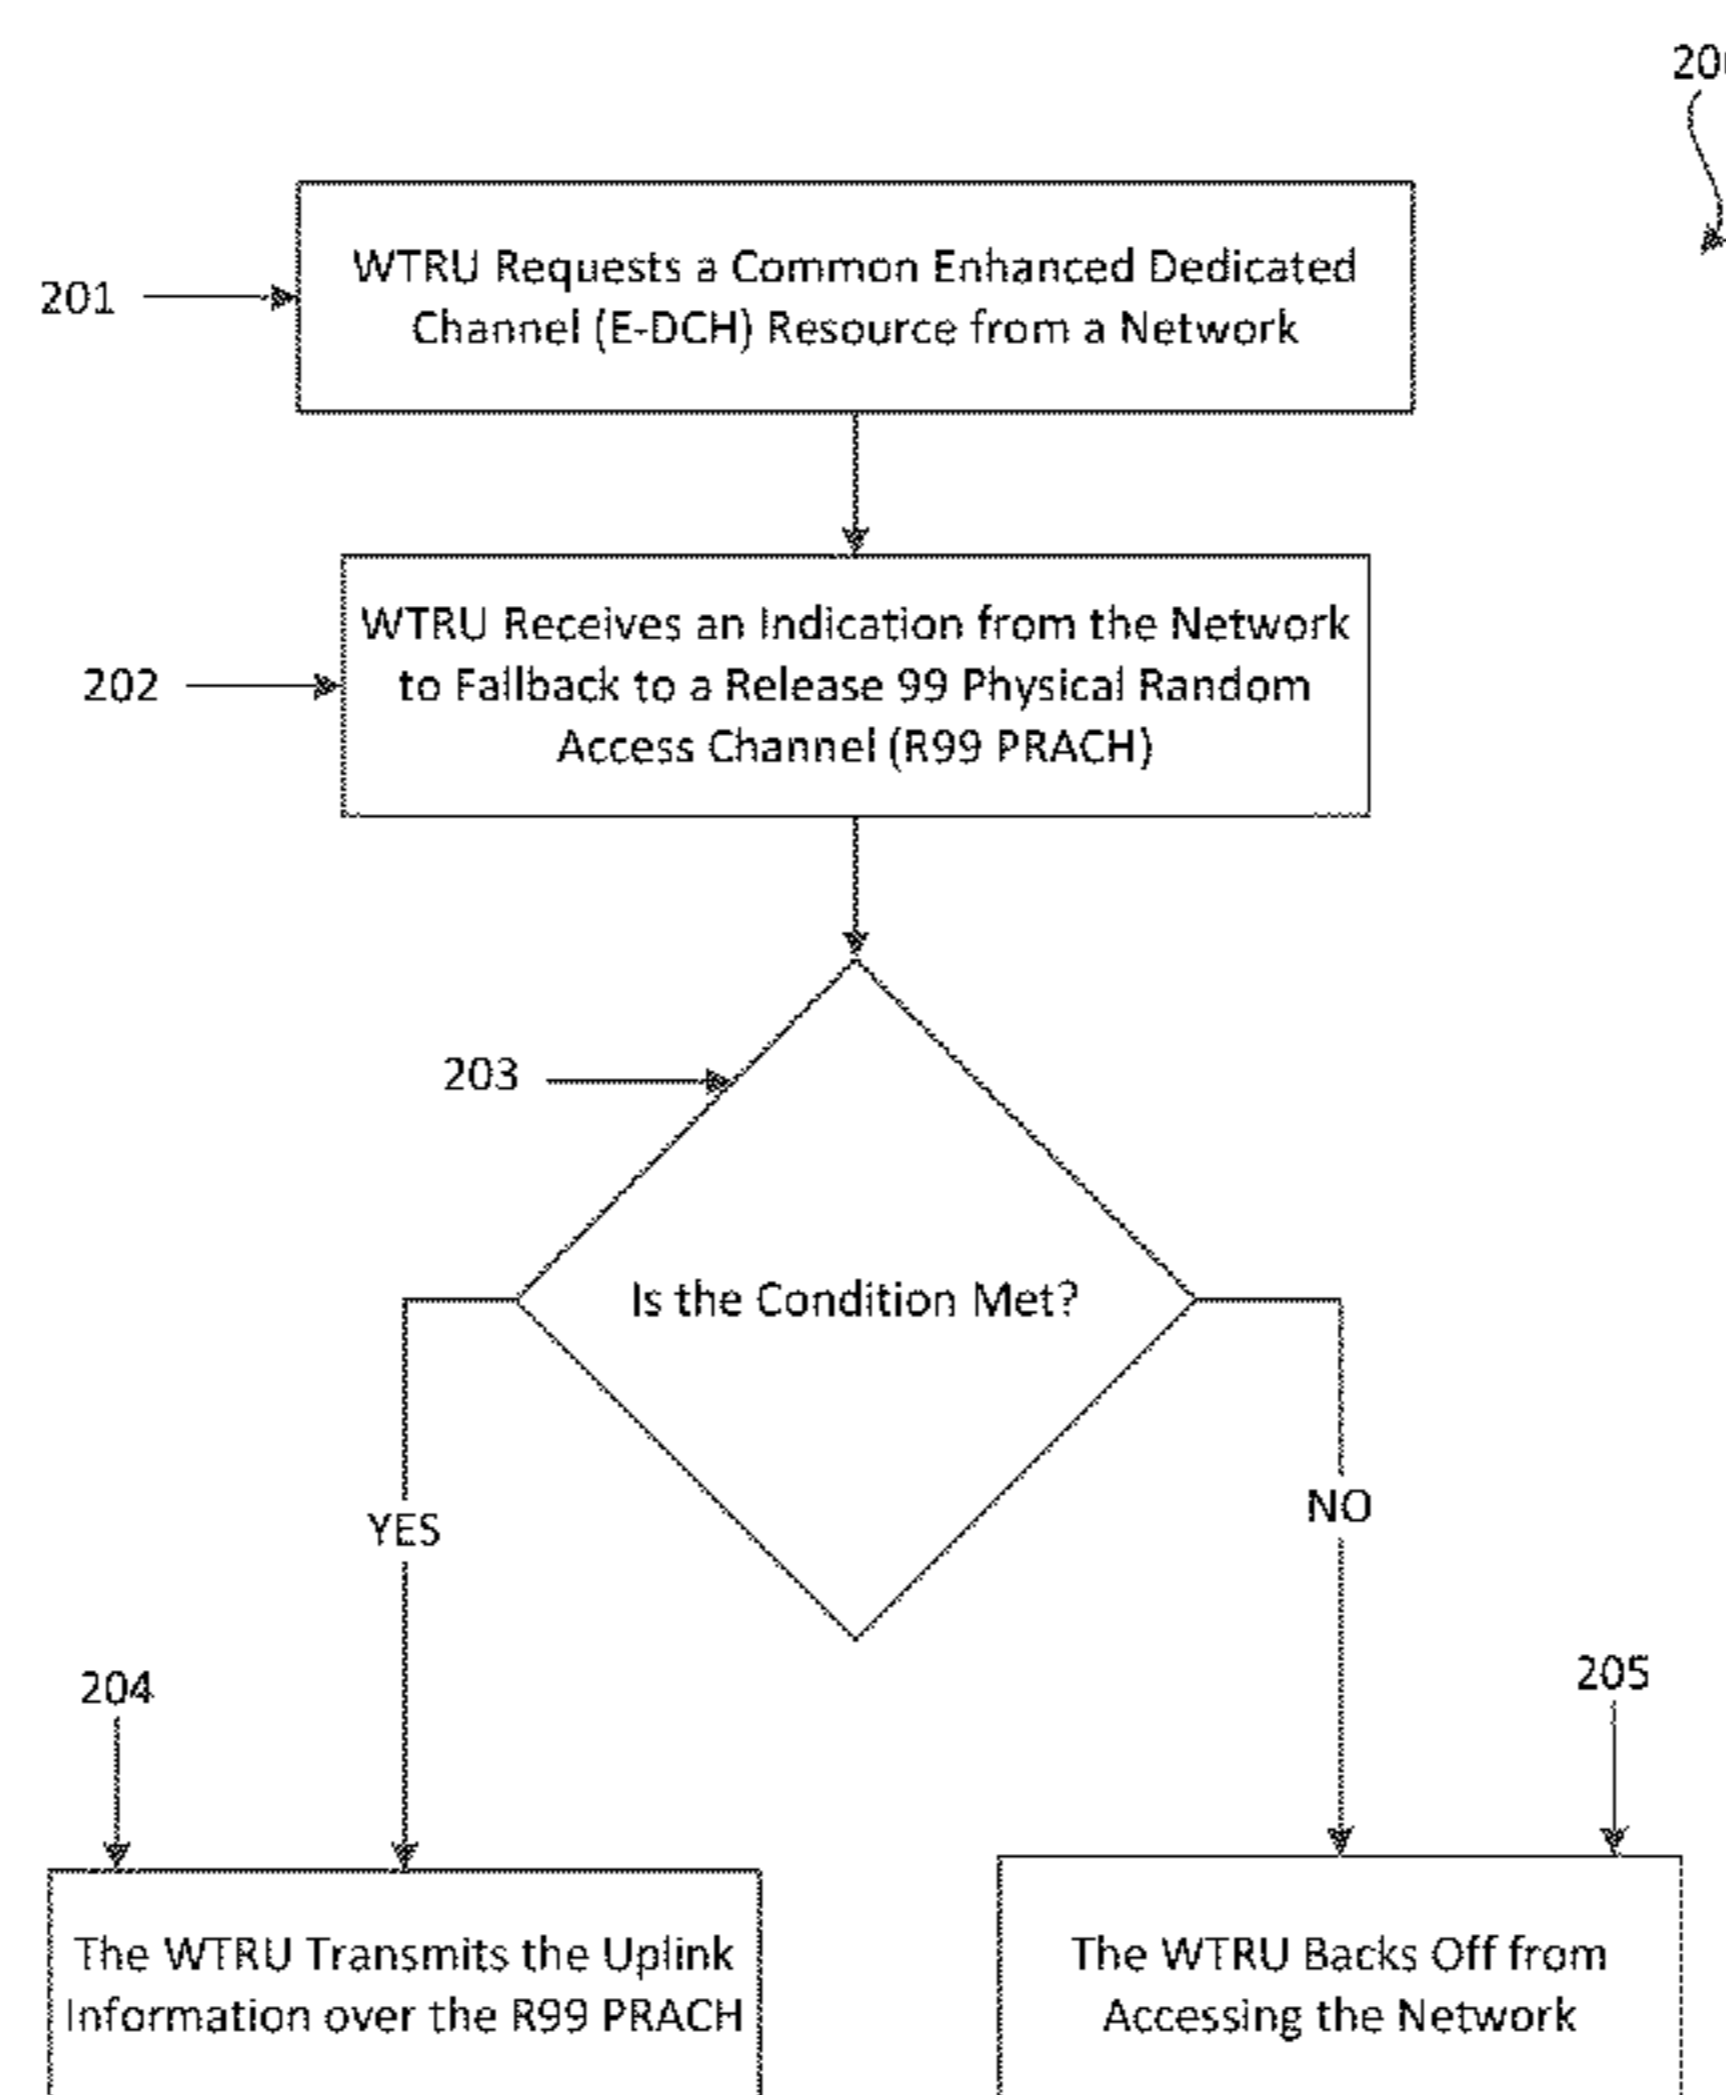 201
WTRU Requests a Common Enhanced Dedicated
Channel (E-DCH) Resource from a Network
202
WTRU Receives an Indication from the Network
to Fallback to a Release 99 Physical Random
Access Channel (R99 PRACH)
203
Is the Condition Met?
YES
NO
204
205
The WTRU Transmits the Uplink
Information over the R99 PRACH
The WTRU Backs Off from
Accessing the Network